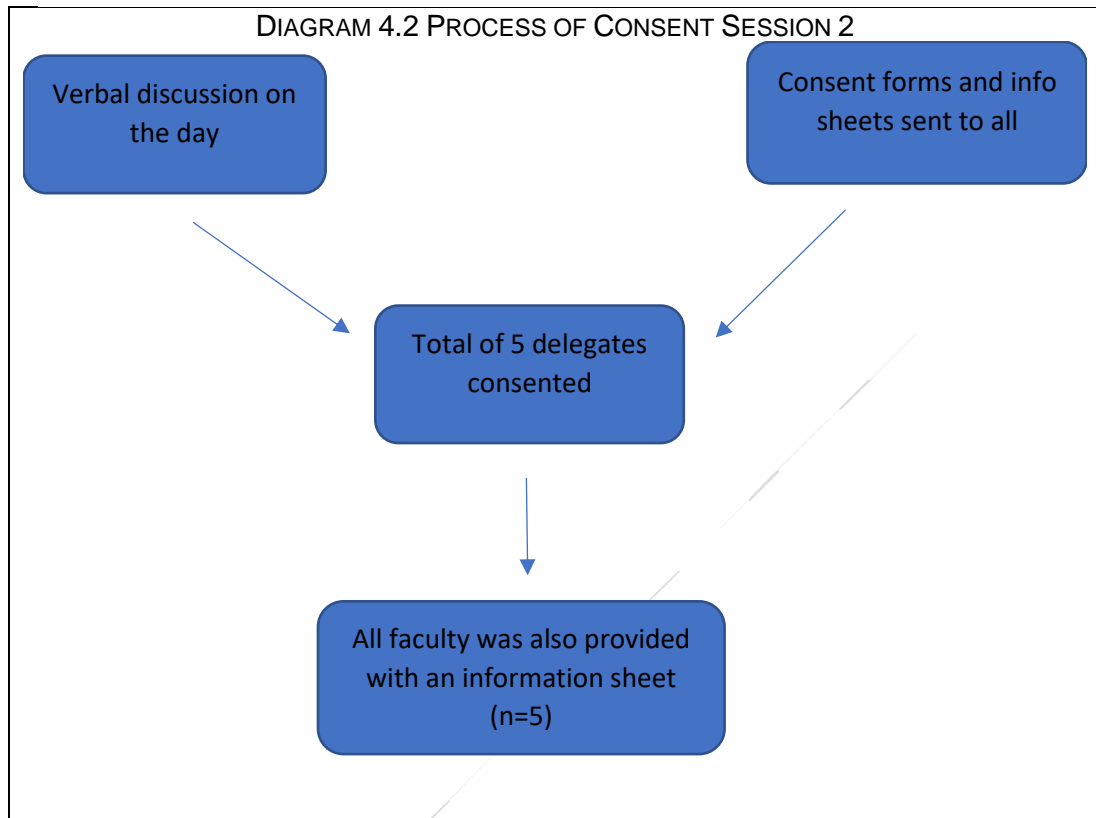 DIAGRAM 4.2 PROCESS OF CONSENT SESSION 2
Verbal discussion on
the day
Consent forms and info
sheets sent to all
Total of 5 delegates
consented
All faculty was also provided
with an information sheet
(n=5)